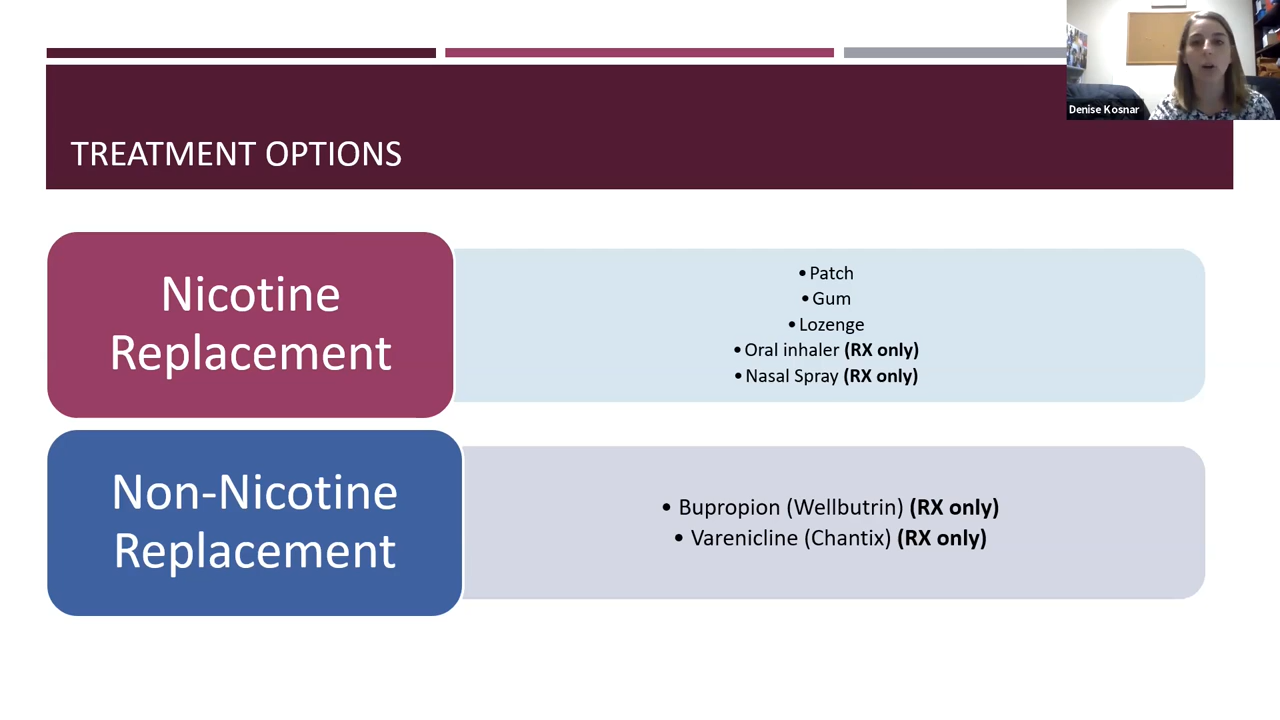 Denise Kosnar
TREATMENT OPTIONS
Nicotine
Replacement
• Patch
• Gum
• Lozenge
• Oral inhaler (RX only)
• Nasal Spray (RX only)
Non-Nicotine
Replacement
• Bupropion (Wellbutrin) (RX only)
• Varenicline (Chantix) (RX only)